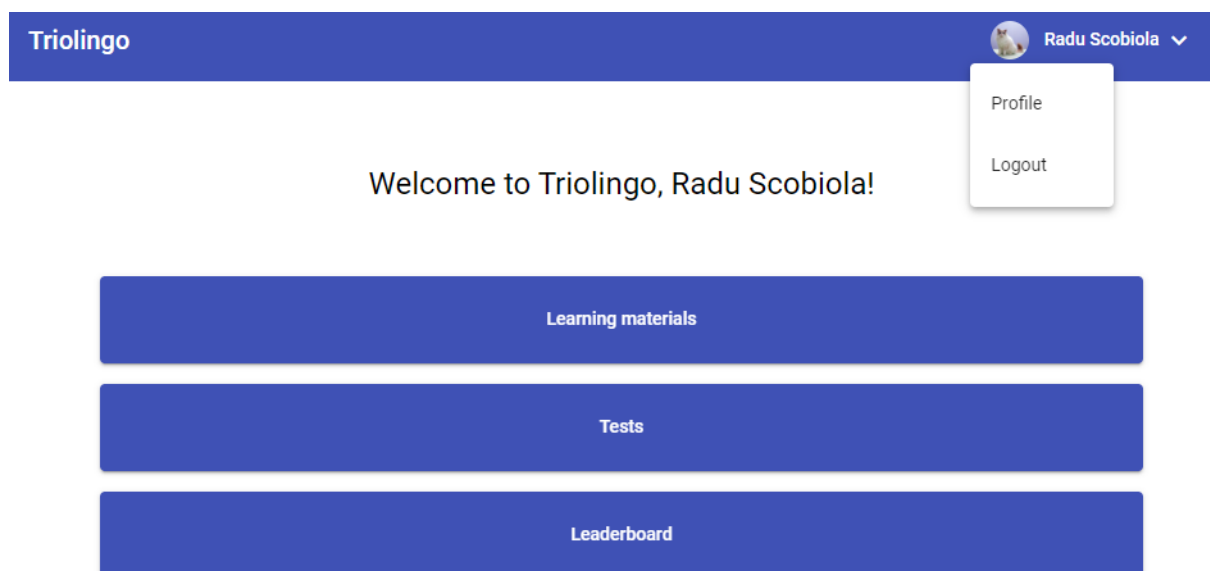 Triolingo
Radu Scobiola
Profile
Logout
Welcome to Triolingo, Radu Scobiola!
Learning materials
Tests
Leaderboard